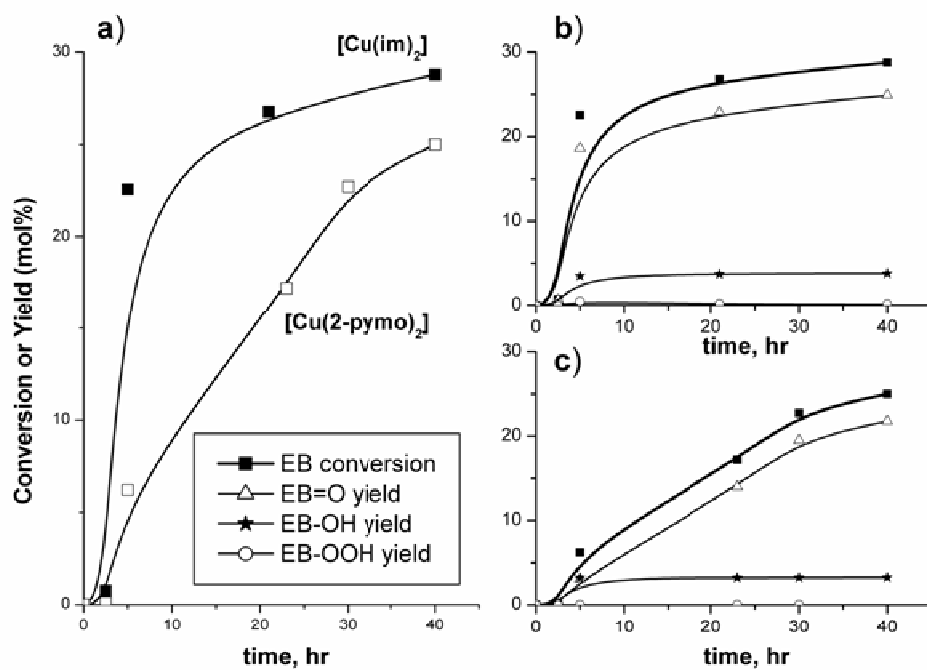 a)
[Cu(im)2]
30
20
10
0
Conversion or Yield (mol%)
[Cu(2-pymo)2]
EB conversion
EB=O yield
EB-OH yield
EB-OOH yield
0 10 20 30 40
time, hr
b)
30
20
10
0
0 10 20 30 40
time, hr
c)
30
20
10
0
0 10 20 30 40
time, hr